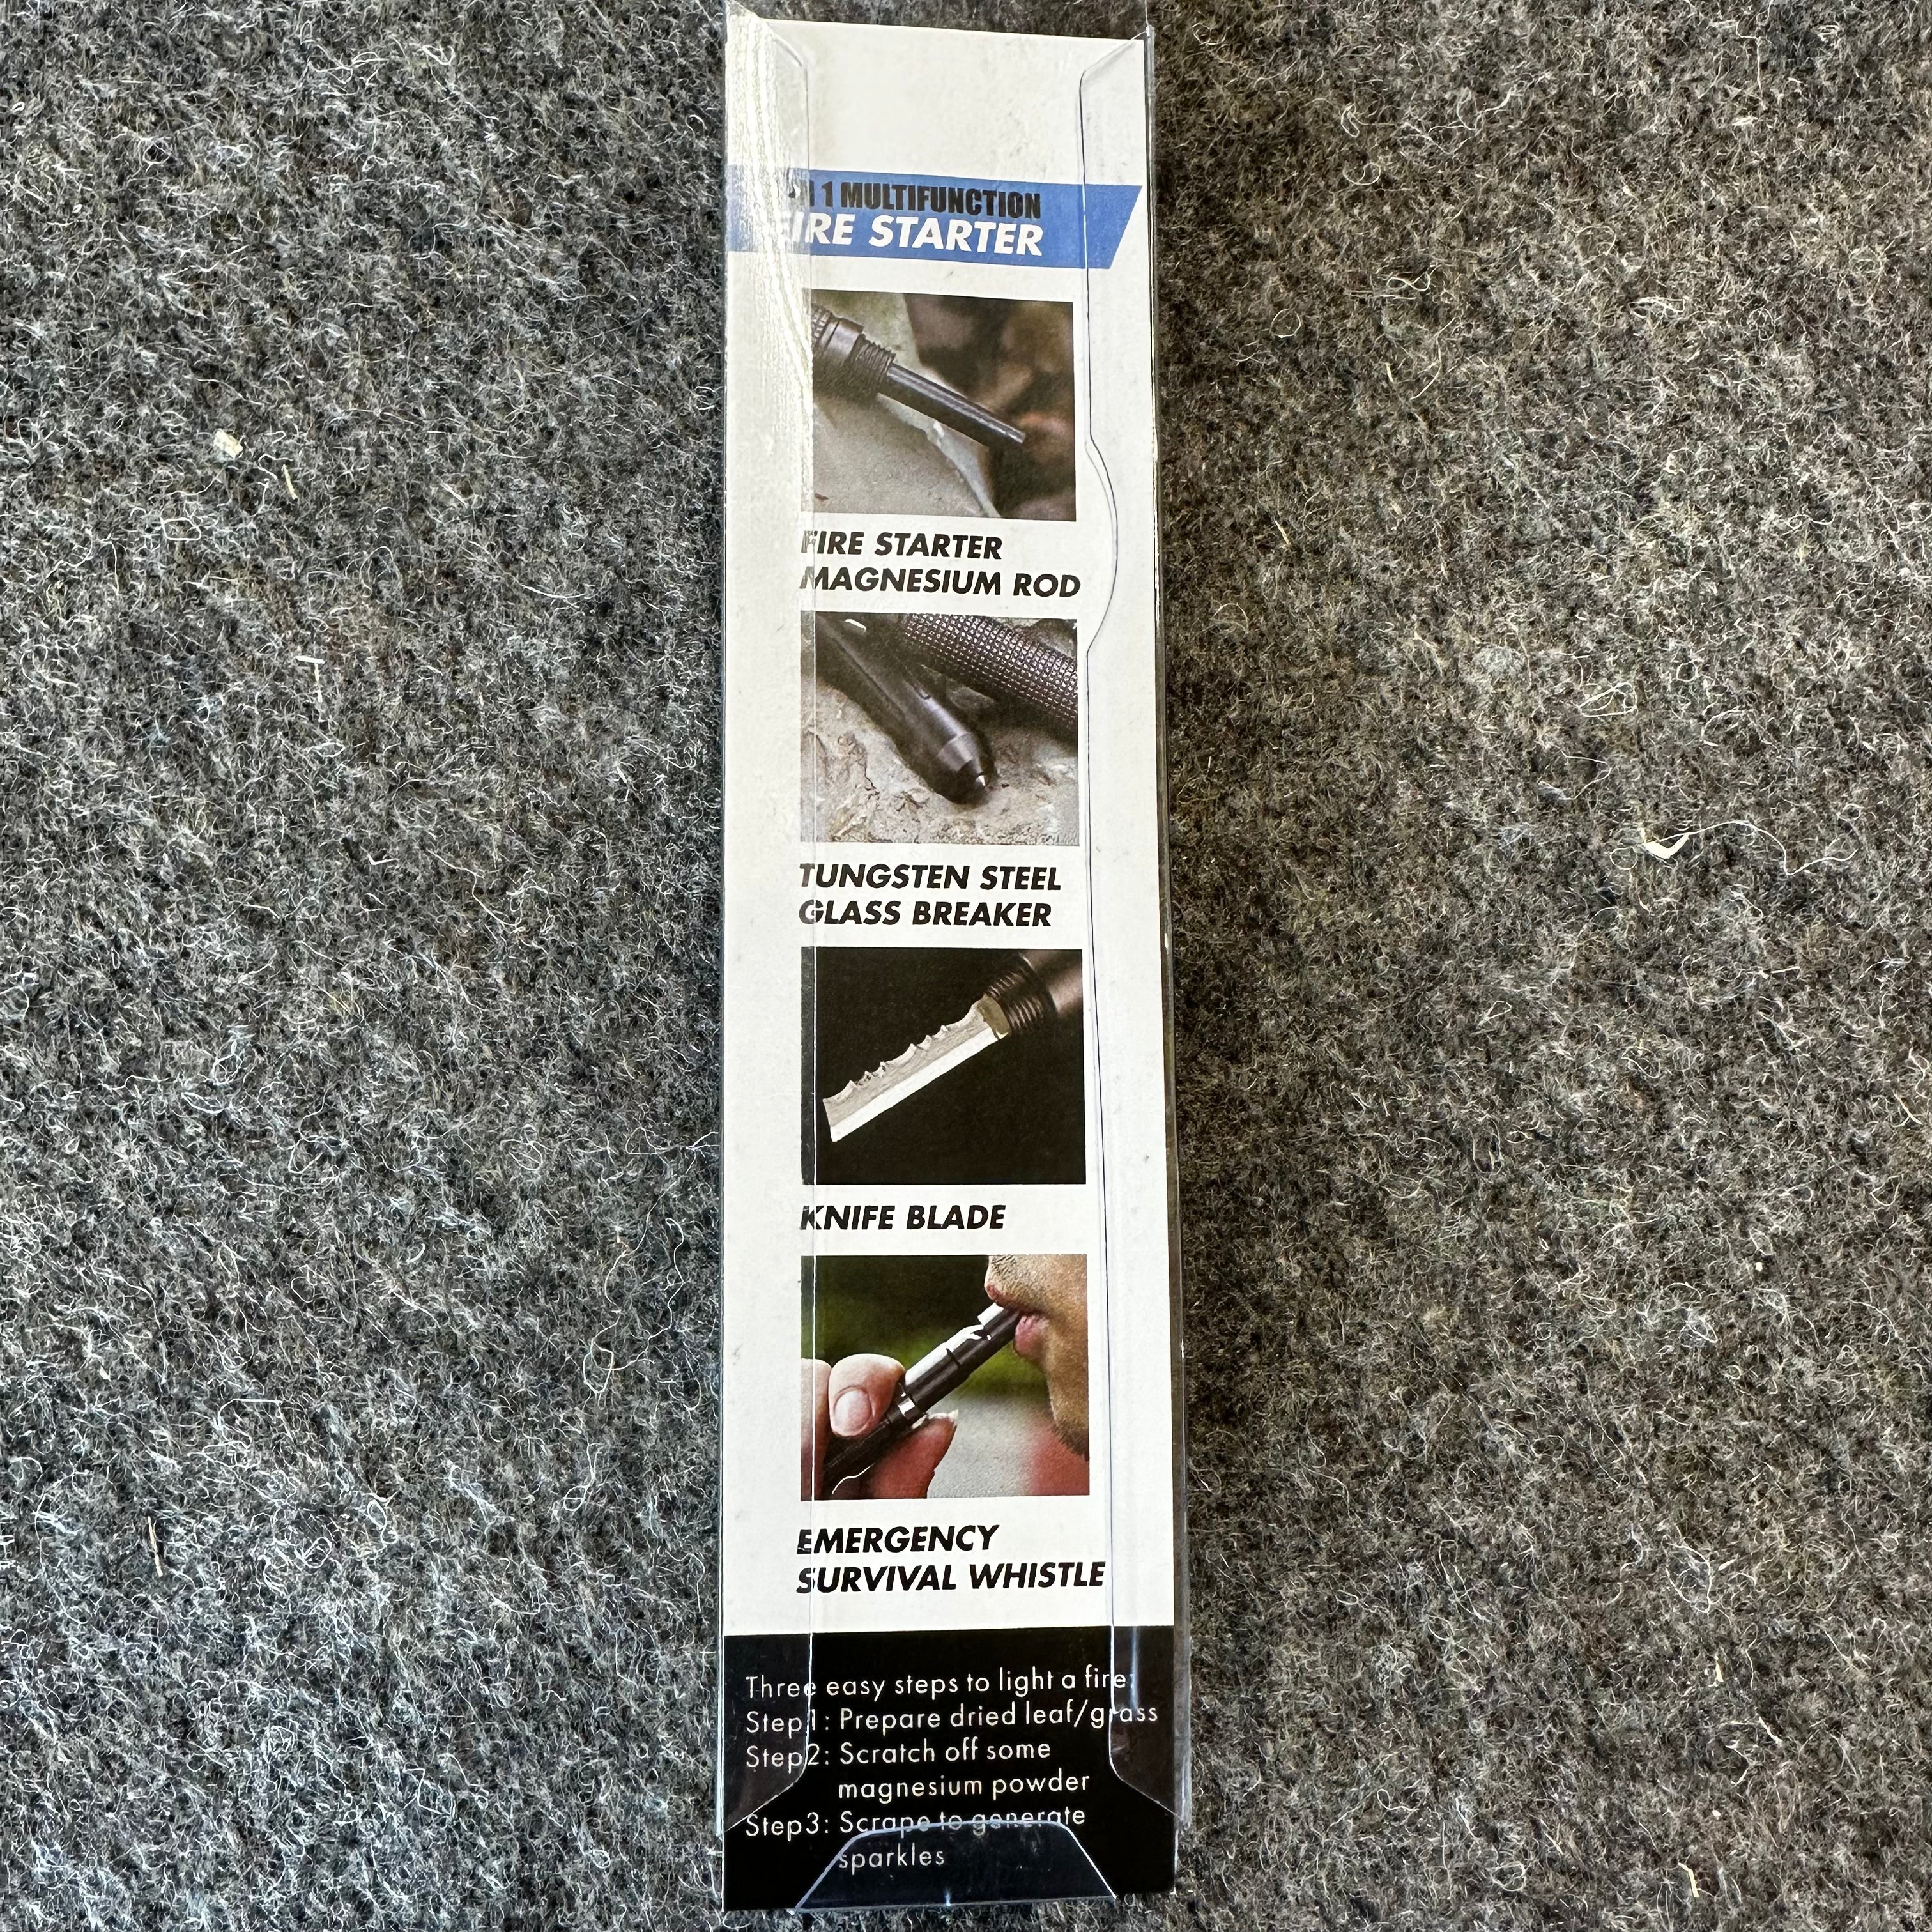 1 MULTIFUNCTION
FIRE STARTER
FIRE STARTER
MAGNESIUM ROD
TUNGSTEN STEEL
GLASS BREAKER
KNIFE BLADE
EMERGENCY
SURVIVAL WHISTLE
Three easy steps to light a fire:
Step1: Prepare dried leaf/grass
Step2: Scratch off some
magnesium powder
Step3: Scrape to generate
sparkles